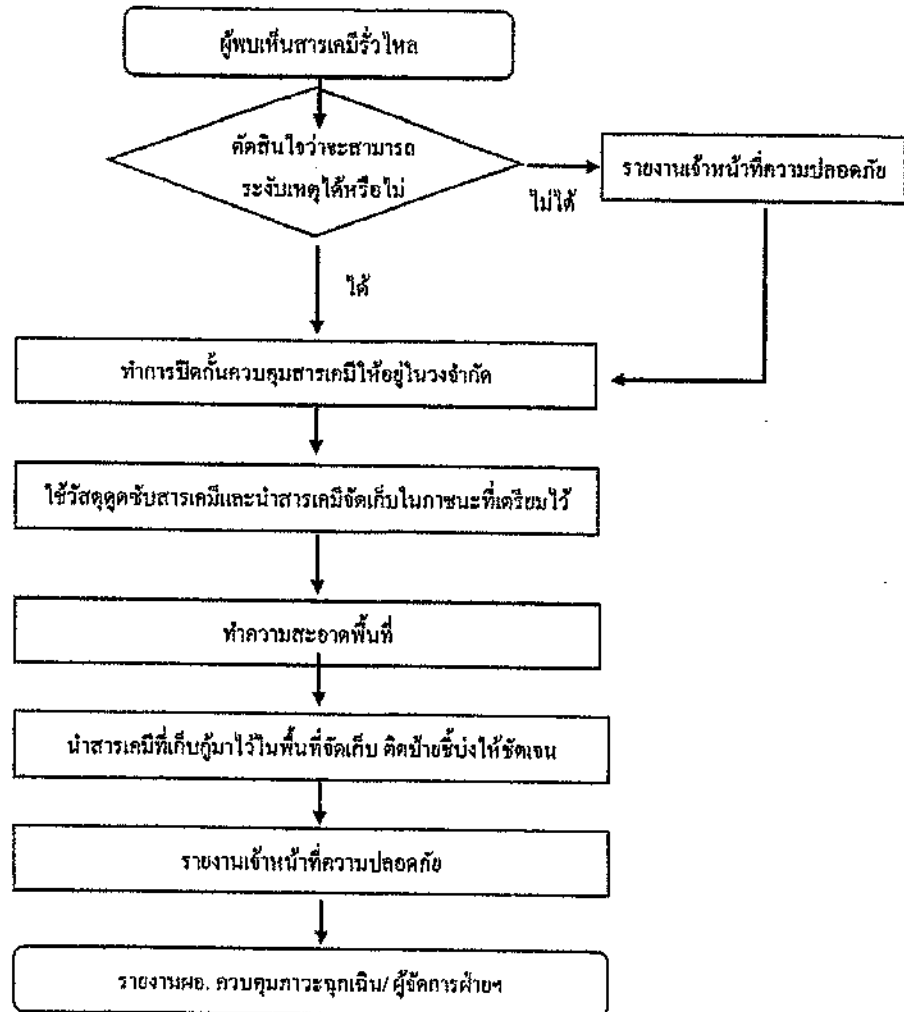 ผู้พบเห็นสารเคมีรั่วไหล
ตัดสินใจว่าจะสามารถ
ระงับเหตุได้หรือไม่
รายงานเจ้าหน้าที่ความปลอดภัย
ไม่ได้
ได้
ทำการปิดกั้นควบคุมสารเคมีให้อยู่ในวงจำกัด
ใช้วัสดุดูดซับสารเคมีและนำสารเคมีจัดเก็บในภาชนะที่เตรียมไว้
ทำความสะอาดพื้นที่
นำสารเคมีที่เก็บกู้มาไว้ในพื้นที่จัดเก็บ ติดป้ายชี้บ่งให้ชัดเจน
รายงานเจ้าหน้าที่ความปลอดภัย
รายงานผอ. ควบคุมภาวะฉุกเฉิน/ ผู้จัดการฝ่ายฯ